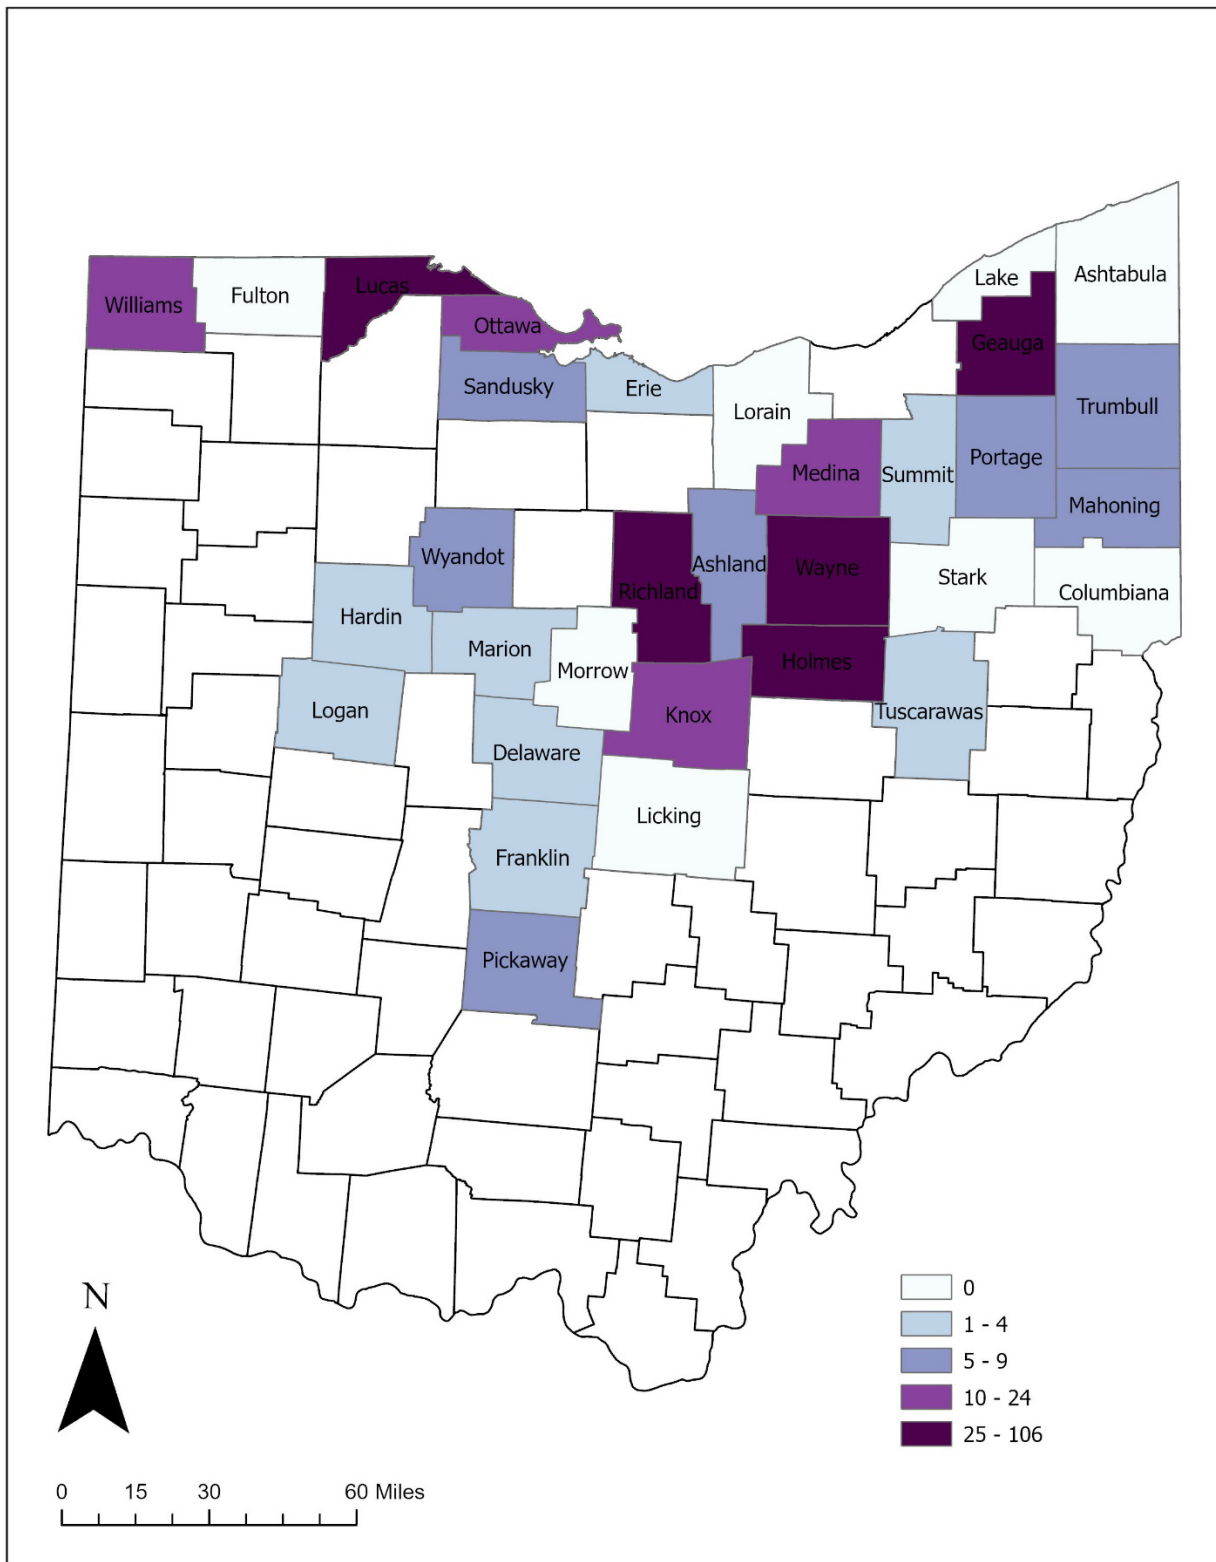 Lake
Ashtabula
Williams
Fulton
Lucas
Ottawa
Geauga
Sandusky
Erie
Lorain
Trumbull
Medina
Summit
Portage
Mahoning
Wyandot
Richland
Ashland
Wayne
Stark
Columbiana
Hardin
Marion
Morrow
Holmes
Logan
Knox
Tuscarawas
Delaware
Licking
Franklin
Pickaway
N
0
1 - 4
5 - 9
10 - 24
25 - 106
0 15 30 60 Miles